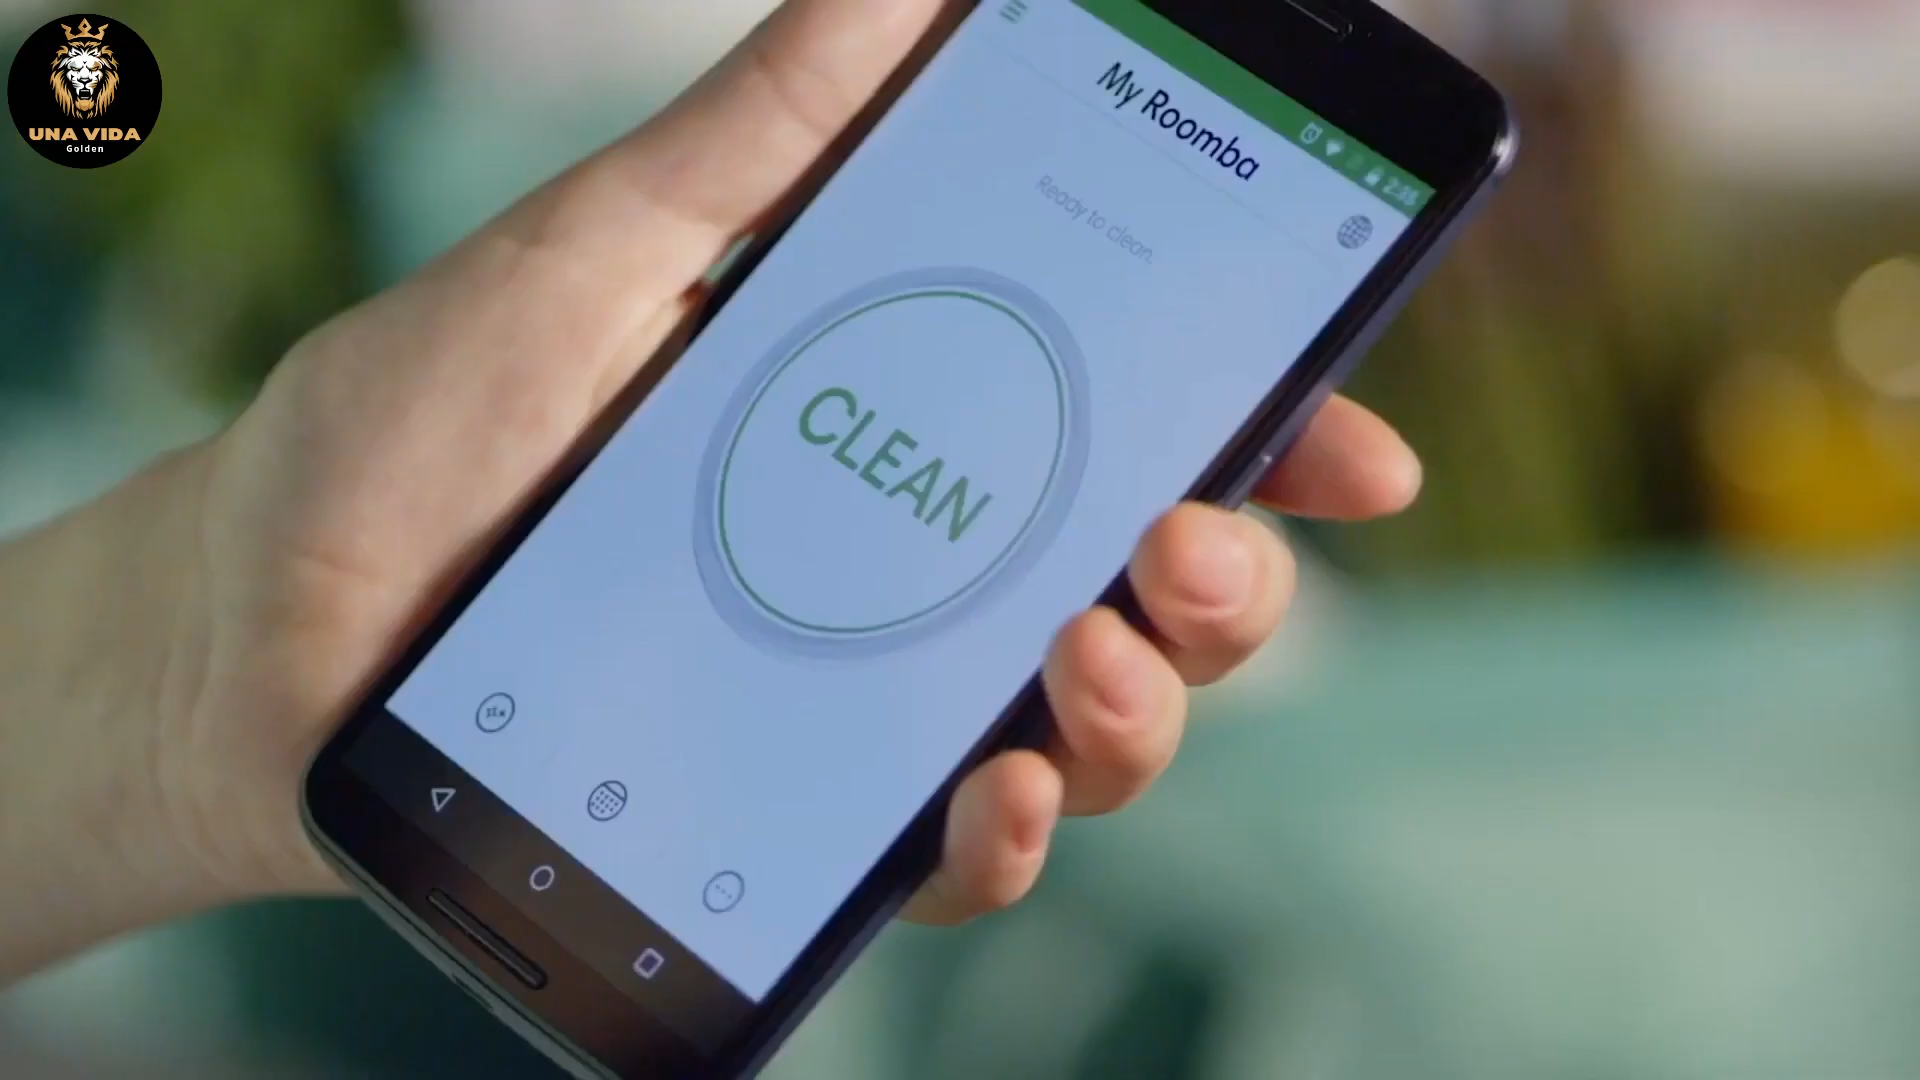 UNA VIDA
Golden
My Roomba
Ready to clean.
CLEAN